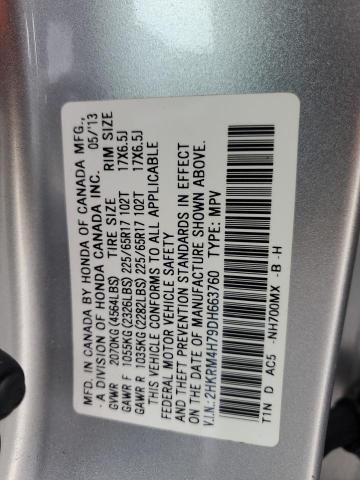 MFD. IN CANADA BY HONDA OF CANADA MFG.,
- A DIVISION OF HONDA CANADA INC. 05/'13
GVWR 2070KG (4564LBS) TIRE SIZE RIM SIZE
GAWR F 1055KG (2326LBS) 225/65R17 102T 17X6.5J
GAWR R 1035KG (2282LBS) 225/65R17 102T 17X6.5J
THIS VEHICLE CONFORMS TO ALL APPLICABLE
FEDERAL MOTOR VEHICLE SAFETY
AND THEFT PREVENTION STANDARDS IN EFFECT
ON THE DATE OF MANUFACTURE SHOWN ABOVE.
V.I.N.: 2HKRM4H79DH663760 TYPE: MPV
T1N D AC5 -NH700MX -B -H